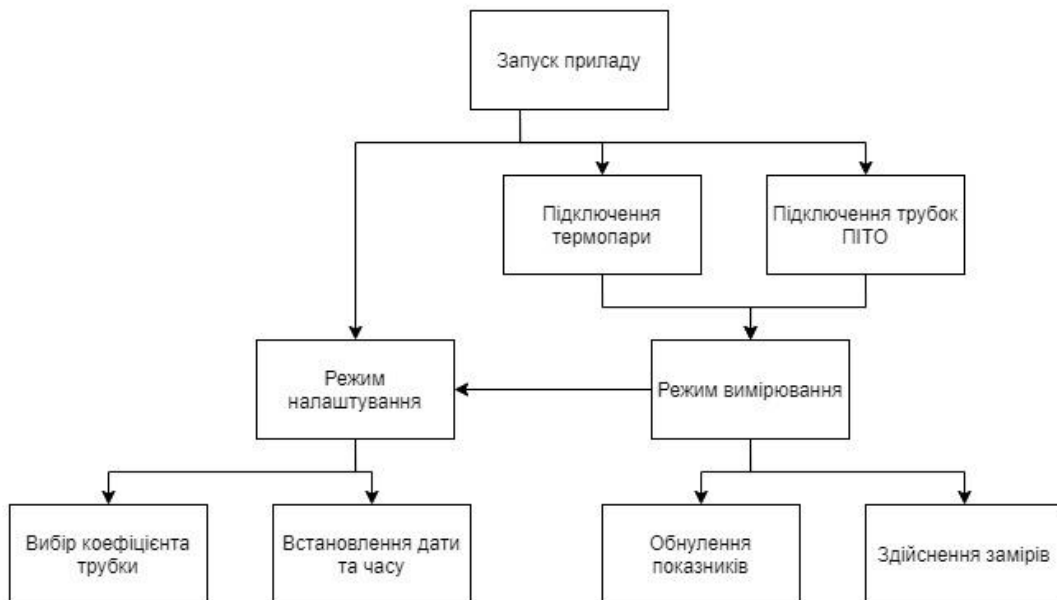 Запуск приладу
Підключення
термопари
Підключення трубок
ПІТО
Режим
налаштування
Режим вимірювання
Вибір коефіцієнта
трубки
Встановлення дати
та часу
Обнулення
показників
Здійснення замірів